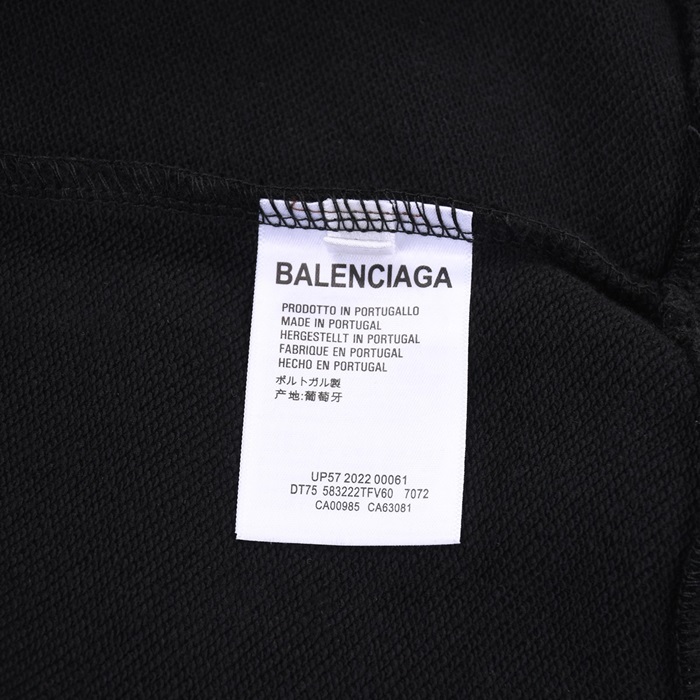 BALENCIAGA
PRODOTTO IN PORTUGALLO
MADE IN PORTUGAL
HERGESTELLT IN PORTUGAL
FABRIQUE EN PORTUGAL
HECHO EN PORTUGAL
ポルトガル製
产地:葡萄牙
UP57 2022 00061
DT75 583222TFV60 7072
CA00985 CA63081